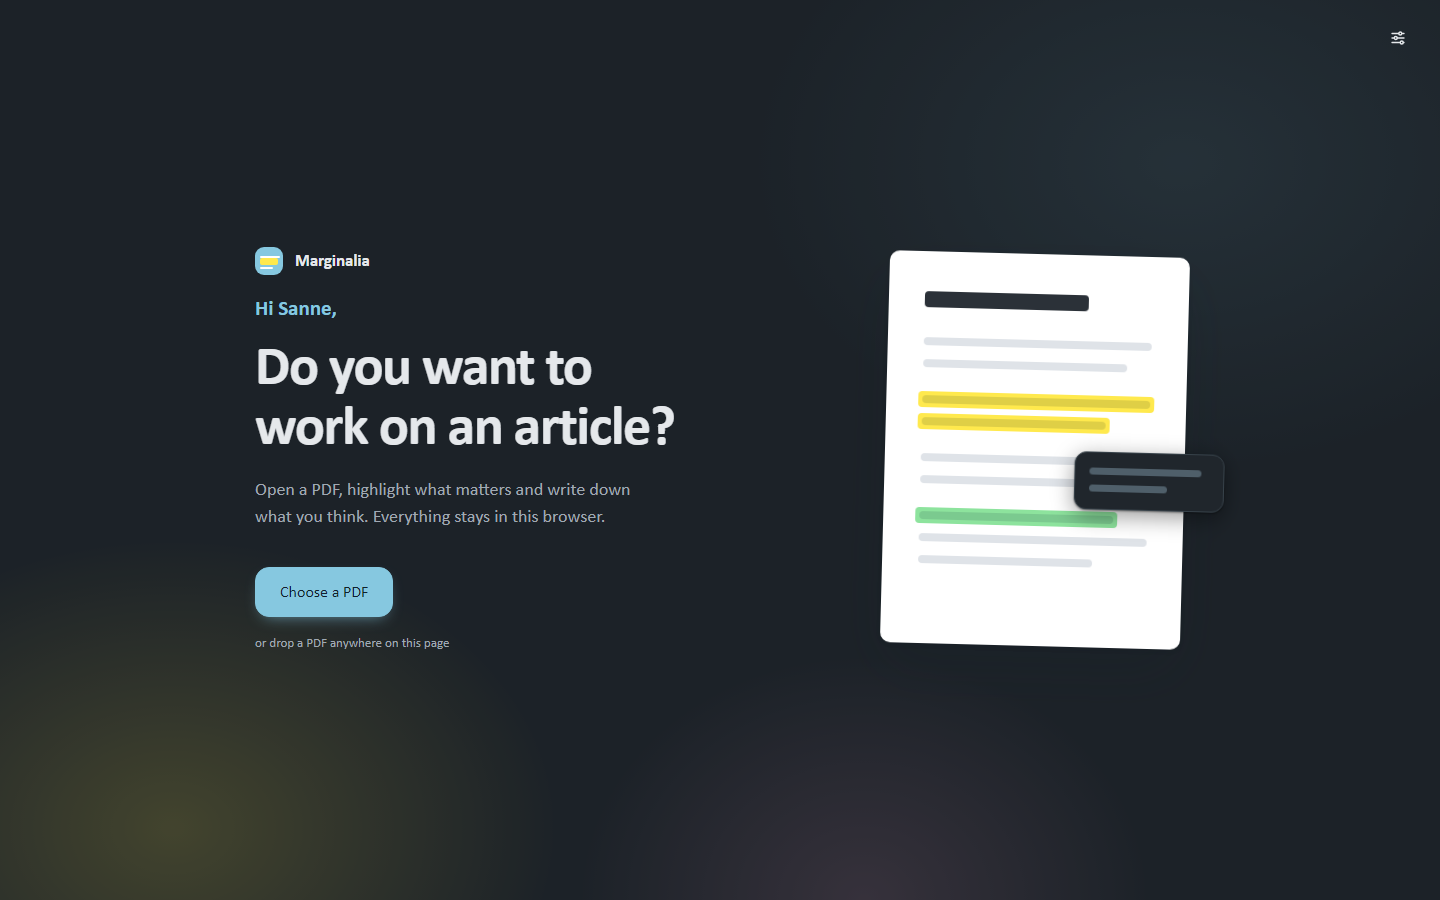 Marginalia
Hi Sanne,
Do you want to
work on an article?
Open a PDF, highlight what matters and write down
what you think. Everything stays in this browser.
Choose a PDF
or drop a PDF anywhere on this page